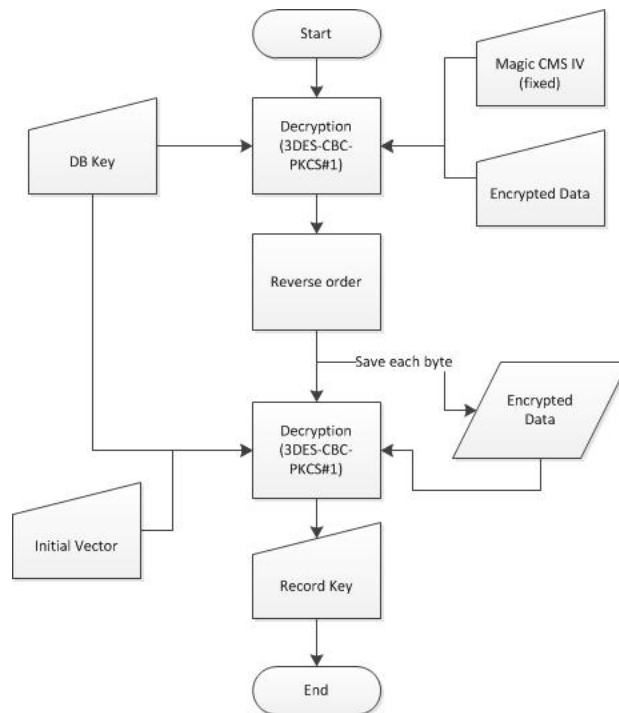 Start
Magic CMS IV
(fixed)
Decryption
(3DES-CBC-
PKCS#1)
DB Key
Encrypted Data
Reverse order
Save each byte
Encrypted
Data
Decryption
(3DES-CBC-
PKCS#1)
Initial Vector
Record Key
End